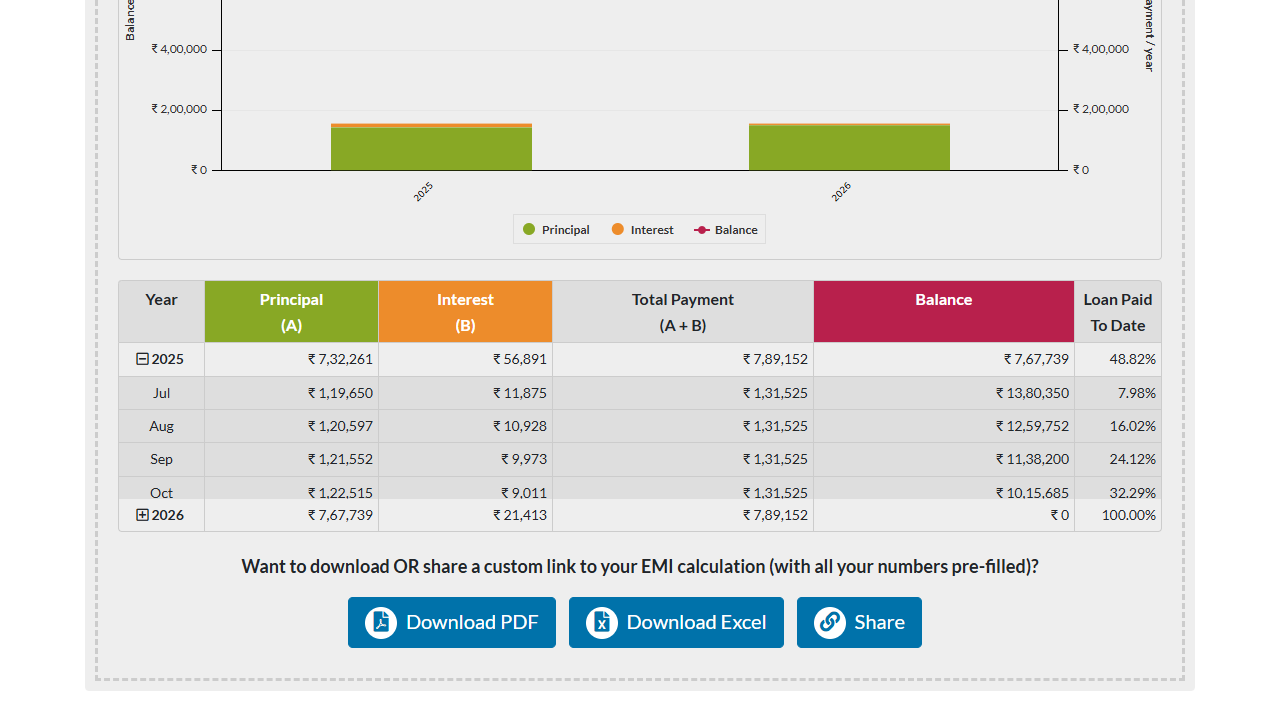 Balance
ayment / year
₹ 4,00,000
₹ 4,00,000
₹ 2,00,000
₹ 2,00,000
₹ 0
₹ 0
2025
2026
Principal Interest Balance
Year Principal (A) Interest (B) Total Payment (A + B) Balance Loan Paid To Date
2025 ₹ 7,32,261 ₹ 56,891 ₹ 7,89,152 ₹ 7,67,739 48.82%
Jul ₹ 1,19,650 ₹ 11,875 ₹ 1,31,525 ₹ 13,80,350 7.98%
Aug ₹ 1,20,597 ₹ 10,928 ₹ 1,31,525 ₹ 12,59,752 16.02%
Sep ₹ 1,21,552 ₹ 9,973 ₹ 1,31,525 ₹ 11,38,200 24.12%
Oct ₹ 1,22,515 ₹ 9,011 ₹ 1,31,525 ₹ 10,15,685 32.29%
2026 ₹ 7,67,739 ₹ 21,413 ₹ 7,89,152 ₹ 0 100.00%
Want to download OR share a custom link to your EMI calculation (with all your numbers pre-filled)?
Download PDF Download Excel Share